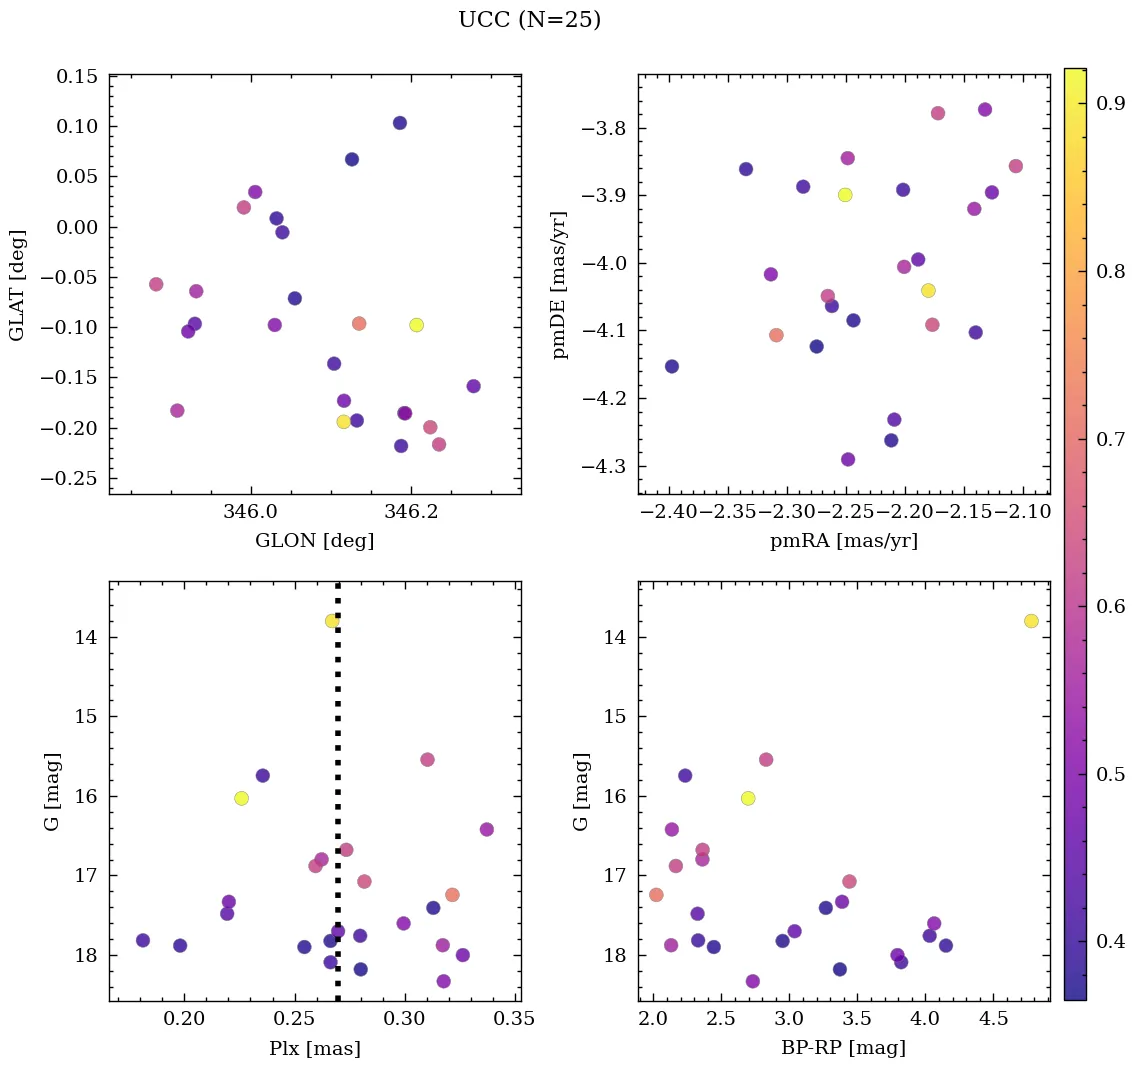 UCC (N=25)
0.15
0.10
0.05
0.00
−0.05
−0.10
−0.15
−0.20
−0.25
GLAT [deg]
346.0 346.2
GLON [deg]
−3.8
−3.9
−4.0
−4.1
−4.2
−4.3
pmDE [mas/yr]
−2.40 −2.35 −2.30 −2.25 −2.20 −2.15 −2.10
pmRA [mas/yr]
0.9
0.8
0.7
0.6
0.5
0.4
14
15
16
17
18
G [mag]
0.20 0.25 0.30 0.35
Plx [mas]
14
15
16
17
18
G [mag]
2.0 2.5 3.0 3.5 4.0 4.5
BP-RP [mag]